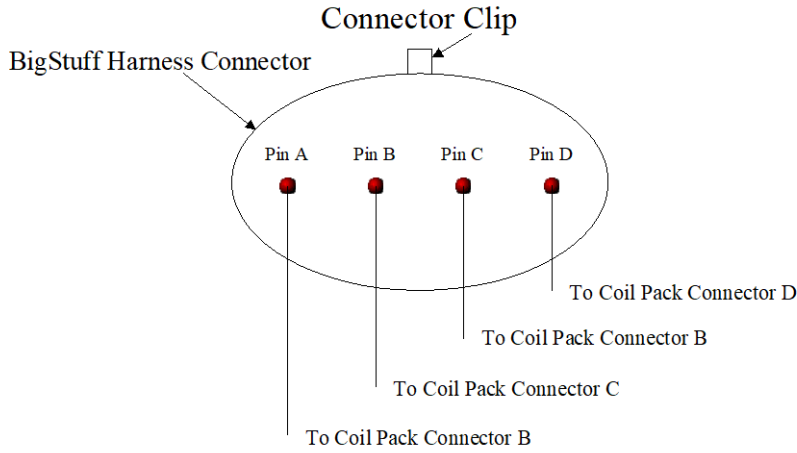 Connector Clip
BigStuff Harness Connector
Pin A
Pin B
Pin C
Pin D
To Coil Pack Connector D
To Coil Pack Connector B
To Coil Pack Connector C
To Coil Pack Connector B